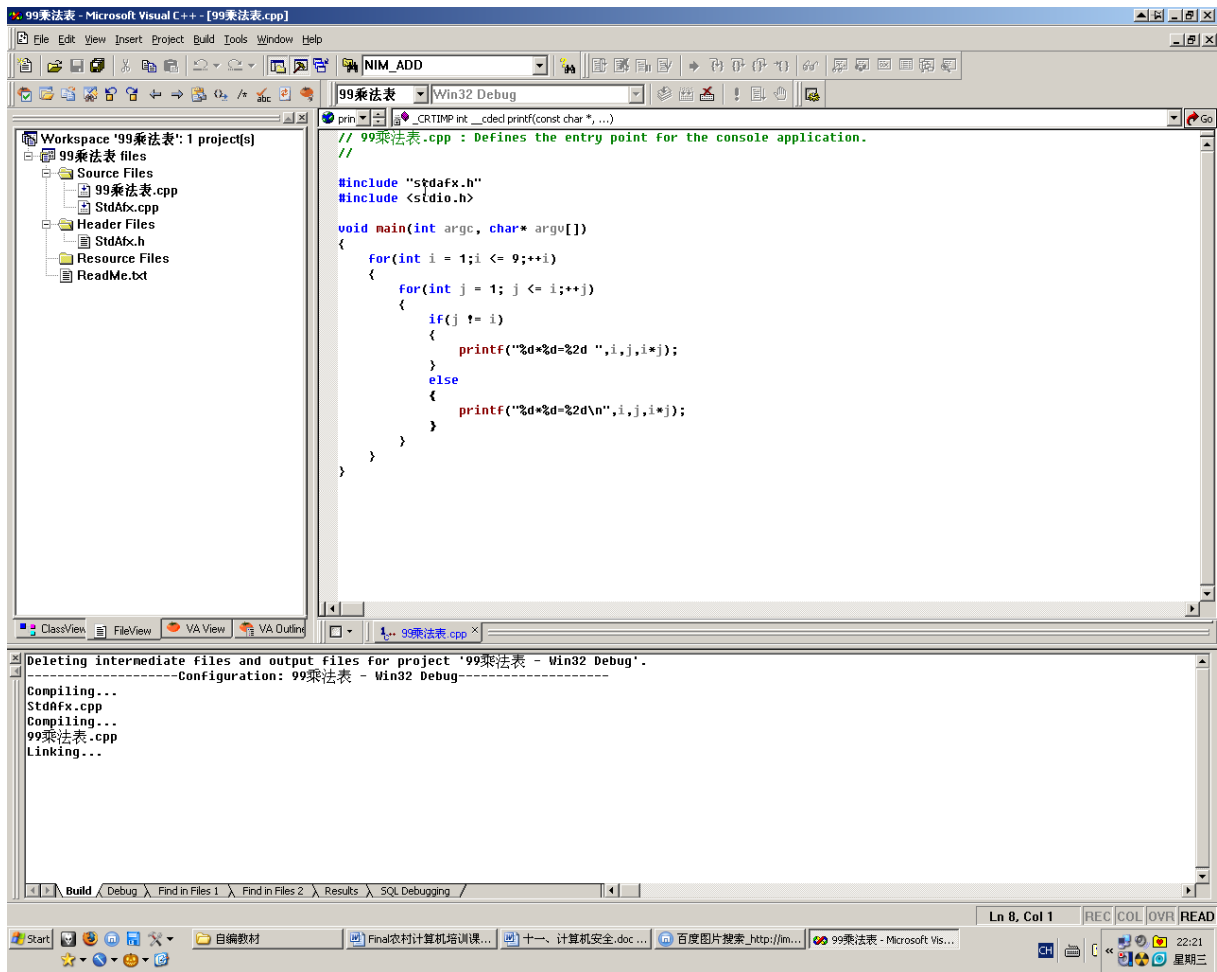 99乘法表 - Microsoft Visual C++ - [99乘法表.cpp]
File Edit View Insert Project Build Tools Window Help
NIM_ADD
99乘法表 Win32 Debug
prin _CRTIMP int __cdecl printf(const char *, ...) Go
Workspace '99乘法表': 1 project(s)
99乘法表 files
Source Files
99乘法表.cpp
StdAfx.cpp
Header Files
StdAfx.h
Resource Files
ReadMe.txt
ClassView FileView VA View VA Outline
// 99乘法表.cpp : Defines the entry point for the console application.
//
#include "stdafx.h"
#include <stdio.h>
void main(int argc, char* argv[])
{
for(int i = 1;i <= 9;++i)
{
for(int j = 1; j <= i;++j)
{
if(j != i)
{
printf("%d*%d=%2d ",i,j,i*j);
}
else
{
printf("%d*%d=%2d\n",i,j,i*j);
}
}
}
}
99乘法表.cpp
Deleting intermediate files and output files for project '99乘法表 - Win32 Debug'.
--------------------Configuration: 99乘法表 - Win32 Debug--------------------
Compiling...
StdAfx.cpp
Compiling...
99乘法表.cpp
Linking...
Build Debug Find in Files 1 Find in Files 2 Results SQL Debugging
Ln 8, Col 1 REC COL OVR READ
Start 自编教材 Final农村计算机培训课... 十一、计算机安全.doc ... 百度图片搜索_http://im... 99乘法表 - Microsoft Vis... CH « 22:21
星期三